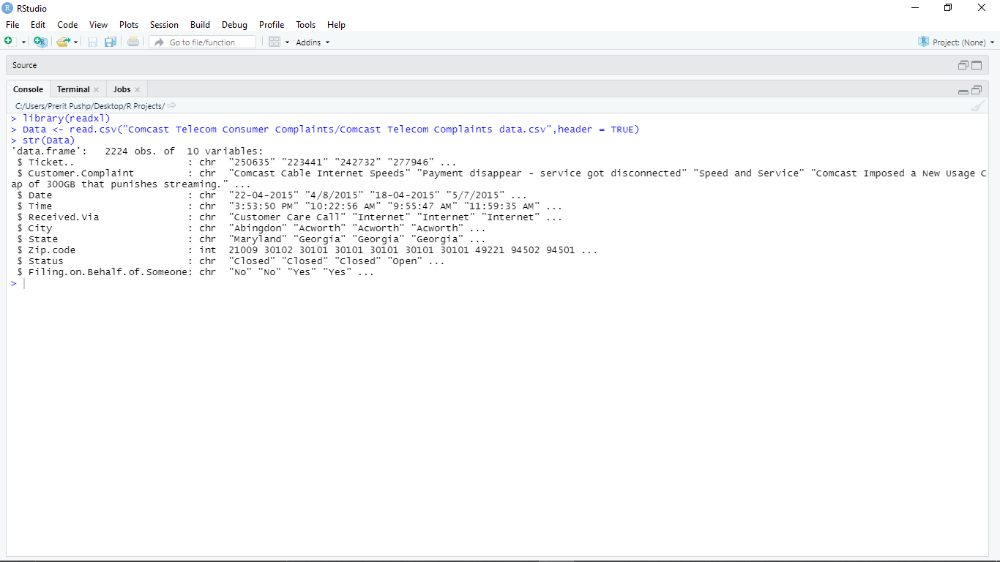 RStudio
File Edit Code View Plots Session Build Debug Profile Tools Help
Go to file/function Addins Project: (None)
Source
Console Terminal Jobs
C:/Users/Prerit Pushp/Desktop/R Projects/
> library(readxl)
> Data <- read.csv("Comcast Telecom Consumer Complaints/Comcast Telecom Complaints data.csv",header = TRUE)
> str(Data)
'data.frame':   2224 obs. of  10 variables:
 $ Ticket..                   : chr  "250635" "223441" "242732" "277946" ...
 $ Customer.Complaint         : chr  "Comcast Cable Internet Speeds" "Payment disappear - service got disconnected" "Speed and Service" "Comcast Imposed a New Usage C
ap of 300GB that punishes streaming." ...
 $ Date                       : chr  "22-04-2015" "4/8/2015" "18-04-2015" "5/7/2015" ...
 $ Time                       : chr  "3:53:50 PM" "10:22:56 AM" "9:55:47 AM" "11:59:35 AM" ...
 $ Received.Via               : chr  "Customer Care Call" "Internet" "Internet" "Internet" ...
 $ City                       : chr  "Abingdon" "Acworth" "Acworth" "Acworth" ...
 $ State                      : chr  "Maryland" "Georgia" "Georgia" "Georgia" ...
 $ Zip.code                   : int  21009 30102 30101 30101 30101 30101 30101 49221 94502 94501 ...
 $ Status                     : chr  "Closed" "Closed" "Closed" "Open" ...
 $ Filing.on.Behalf.of.Someone: chr  "No" "No" "Yes" "Yes" ...
>